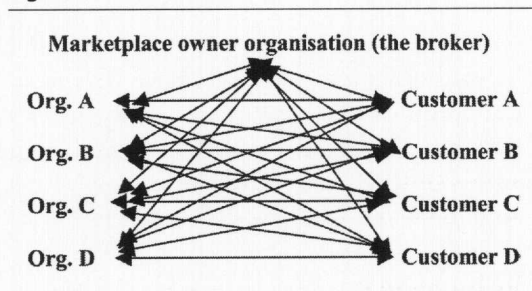 Marketplace owner organisation (the broker)
Org. A Customer A
Org. B Customer B
Org. C Customer C
Org. D Customer D